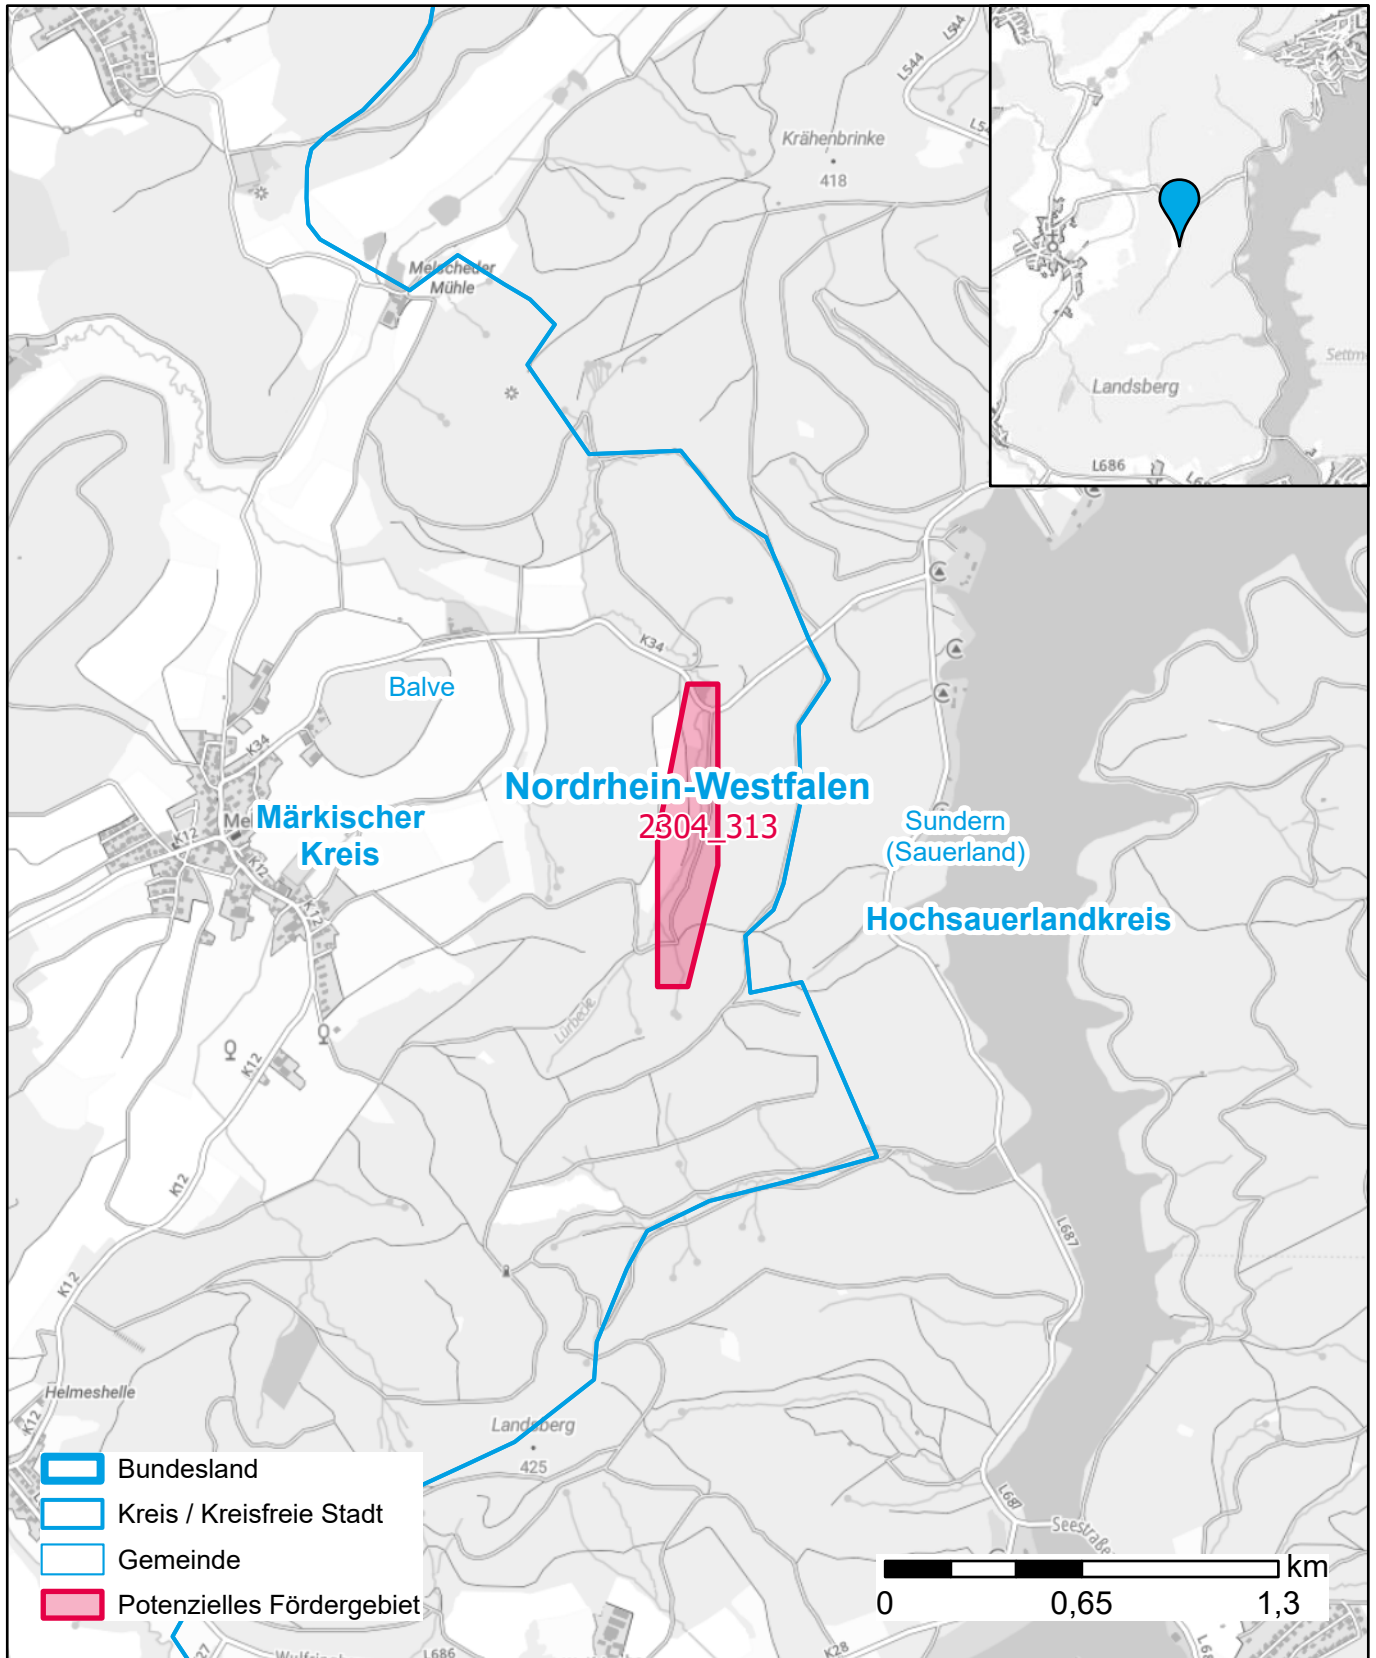 L544
L544
Krähenbrinke
418
Melscheder
Mühle
Settm
Landsberg
L686
K34
Balve
K34
Nordrhein-Westfalen
2304_313
Märkischer
Kreis
K12
K12
K12
Sundern
(Sauerland)
Hochsauerlandkreis
Lürbecke
K12
K12
L687
K12
Helmeshelle
K12
Landsberg
425
L687
Seestraße
Bundesland
Kreis / Kreisfreie Stadt
Gemeinde
Potenzielles Fördergebiet
km
0 0,65 1,3
L686
K28